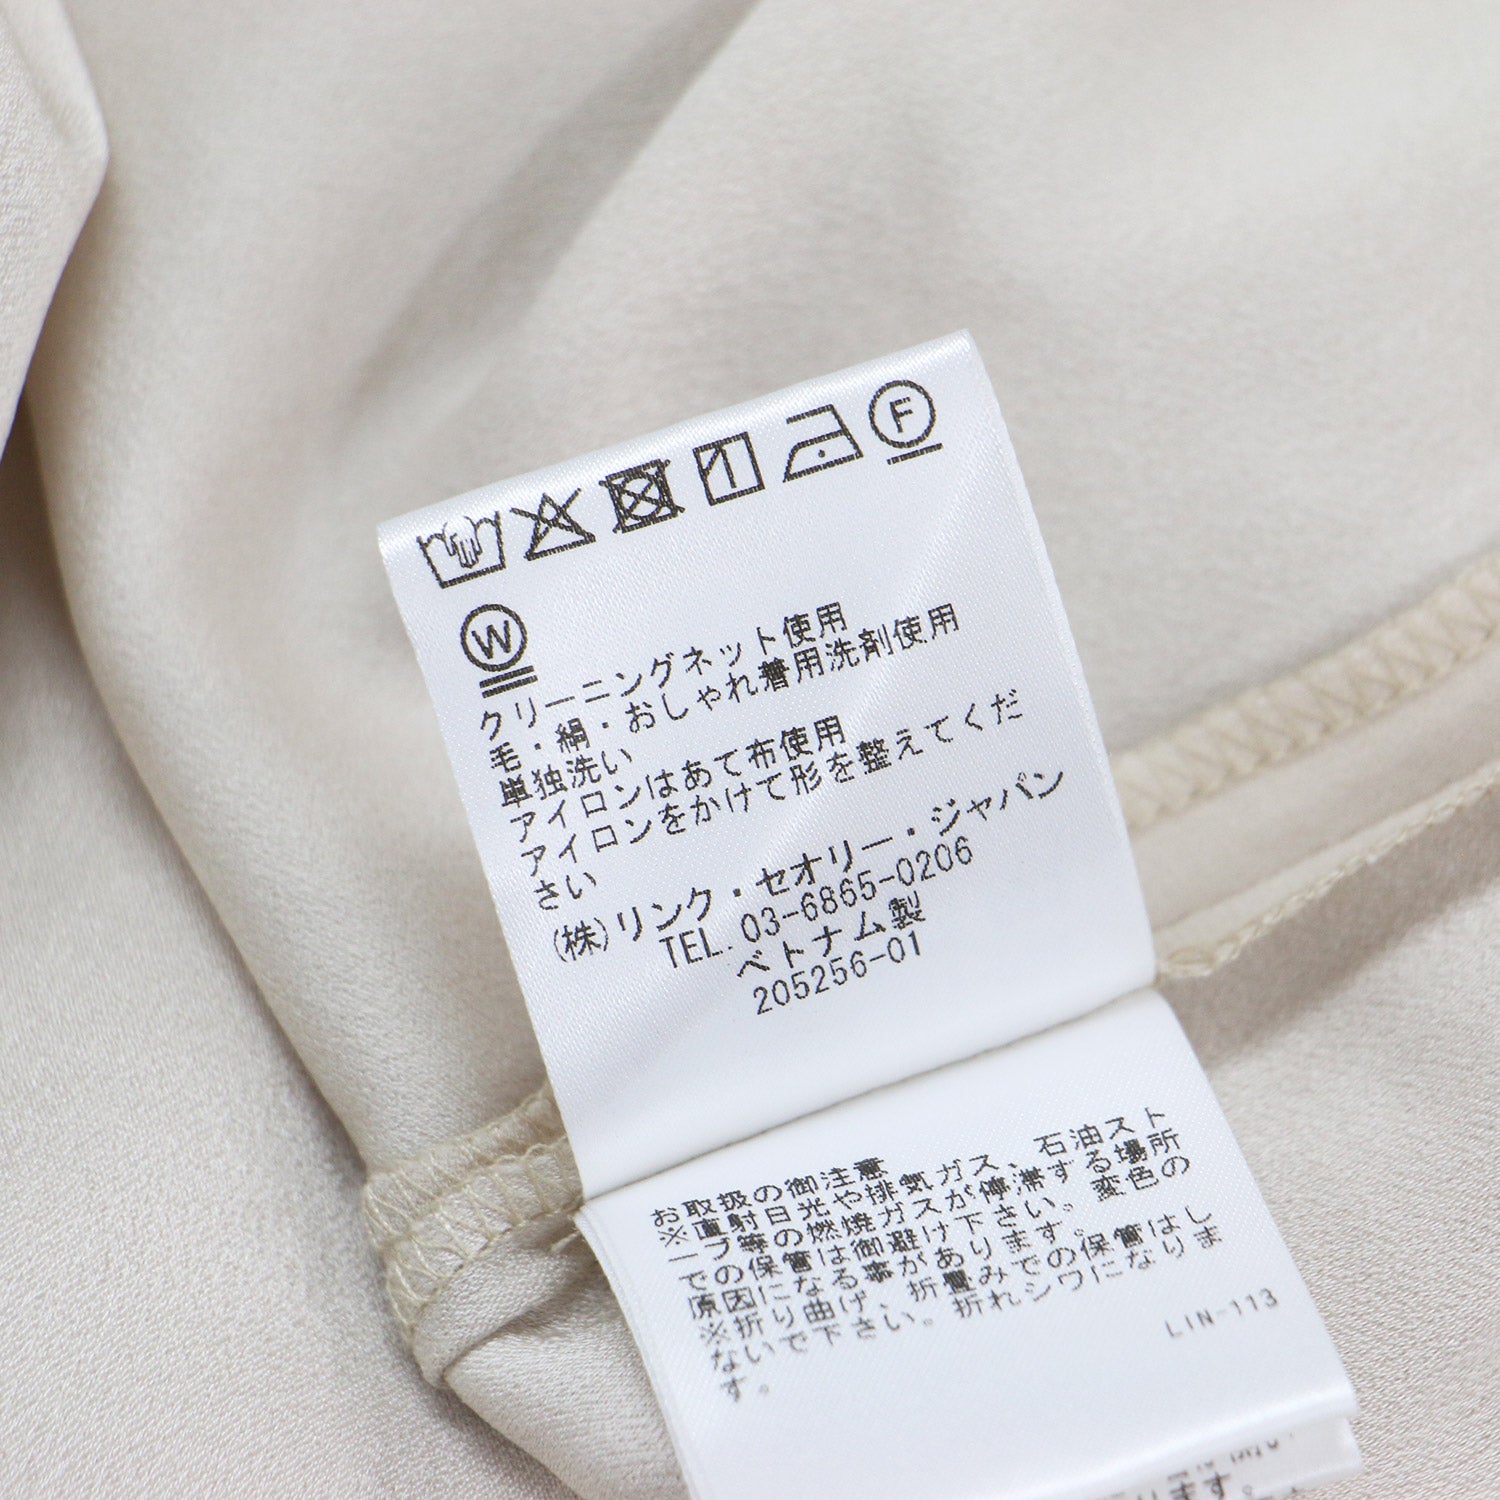 F
W
クリーニングネット使用
毛・絹・おしゃれ着用洗剤使用
単独洗い
アイロンはあて布使用
アイロンをかけて形を整えてくだ
さい
(株)リンク・セオリー・ジャパン
TEL.03-6865-0206
ベトナム製
205256-01
お取扱の御注意
※直射日光や排気ガス、石油スト
ーブ等の燃焼ガスが停滞する場所
での保管は御避け下さい。変色の
原因になる事があります。
※折り曲げ、折畳みでの保管はし
ないで下さい。折れシワになりま
す。
LIN-113
ります。